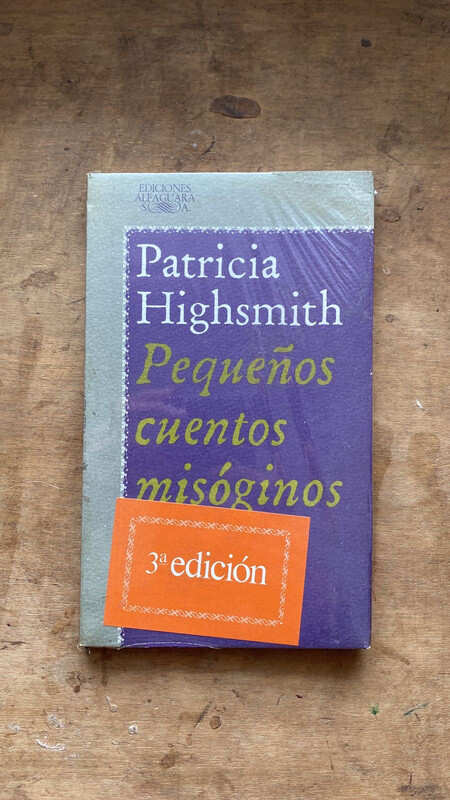 EDICIONES
ALFAGUARA
S. A.
Patricia
Highsmith
Pequeños
cuentos
misóginos
3ª edición